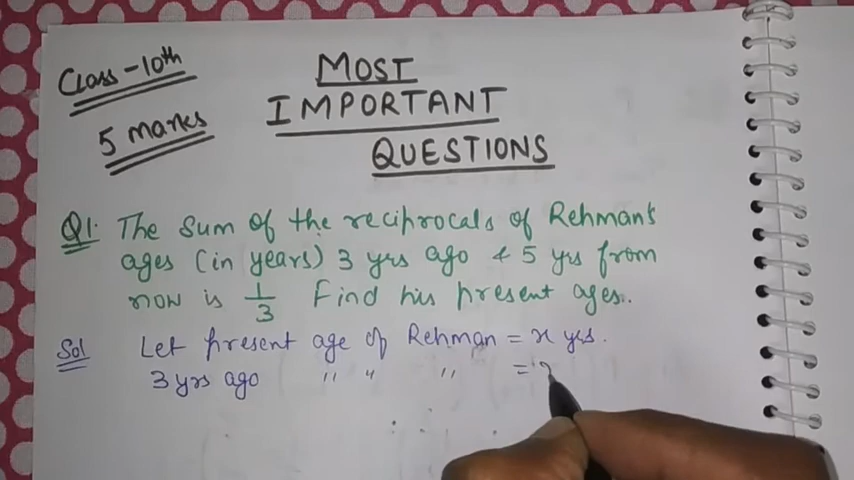 Class-10th
MOST
IMPORTANT
QUESTIONS
5 marks
Q1. The sum of the reciprocals of Rehman's
ages (in years) 3 yrs ago & 5 yrs from
now is 1/3 Find his present ages..
Sol Let present age of Rehman = x yrs.
3 yrs ago " " " =